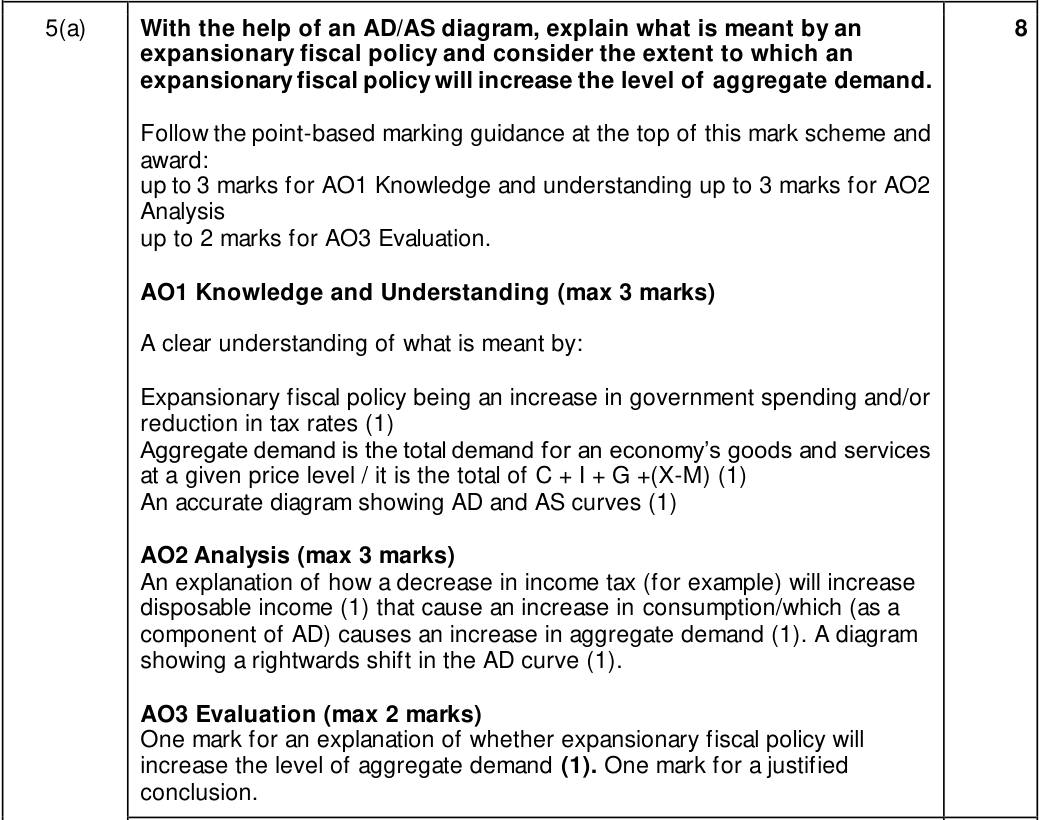 5(a)
With the help of an AD/AS diagram, explain what is meant by an
8
expansionary fiscal policy and consider the extent to which an
expansionary fiscal policy will increase the level of aggregate demand.
Follow the point-based marking guidance at the top of this mark scheme and
award:
up to 3 marks for AO1 Knowledge and understanding up to 3 marks for AO2
Analysis
up to 2 marks for AO3 Evaluation.
AO1 Knowledge and Understanding (max 3 marks)
A clear understanding of what is meant by:
Expansionary fiscal policy being an increase in government spending and/or
reduction in tax rates (1)
Aggregate demand is the total demand for an economy's goods and services
at a given price level / it is the total of C + I + G +(X-M) (1)
An accurate diagram showing AD and AS curves (1)
AO2 Analysis (max 3 marks)
An explanation of how a decrease in income tax (for example) will increase
disposable income (1) that cause an increase in consumption/which (as a
component of AD) causes an increase in aggregate demand (1). A diagram
showing a rightwards shift in the AD curve (1).
AO3 Evaluation (max 2 marks)
One mark for an explanation of whether expansionary fiscal policy will
increase the level of aggregate demand (1). One mark for a justified
conclusion.